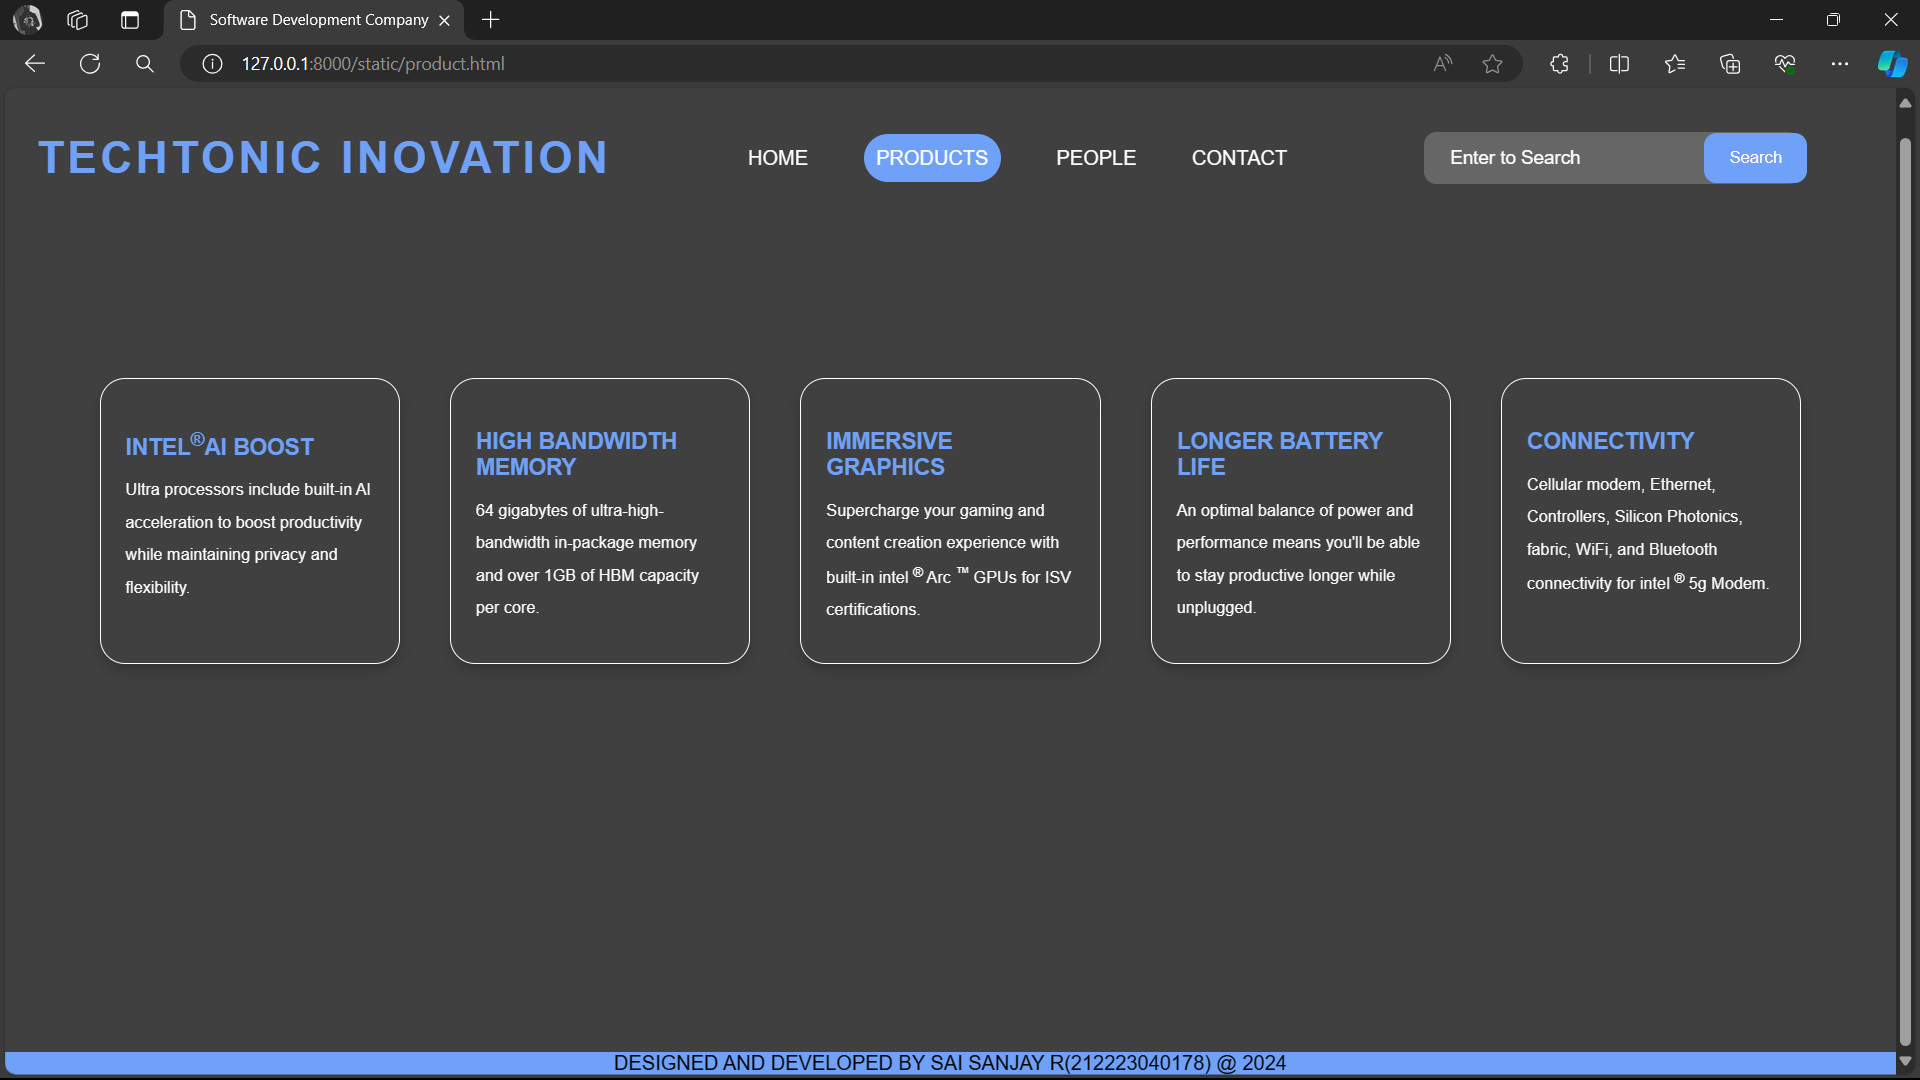 Software Development Company
127.0.0.1:8000/static/product.html
TECHTONIC INOVATION
HOME
PRODUCTS
PEOPLE
CONTACT
Enter to Search
Search
INTEL®AI BOOST
Ultra processors include built-in AI
acceleration to boost productivity
while maintaining privacy and
flexibility.
HIGH BANDWIDTH
MEMORY
64 gigabytes of ultra-high-
bandwidth in-package memory
and over 1GB of HBM capacity
per core.
IMMERSIVE
GRAPHICS
Supercharge your gaming and
content creation experience with
built-in intel ® Arc ™ GPUs for ISV
certifications.
LONGER BATTERY
LIFE
An optimal balance of power and
performance means you'll be able
to stay productive longer while
unplugged.
CONNECTIVITY
Cellular modem, Ethernet,
Controllers, Silicon Photonics,
fabric, WiFi, and Bluetooth
connectivity for intel ® 5g Modem.
DESIGNED AND DEVELOPED BY SAI SANJAY R(212223040178) @ 2024